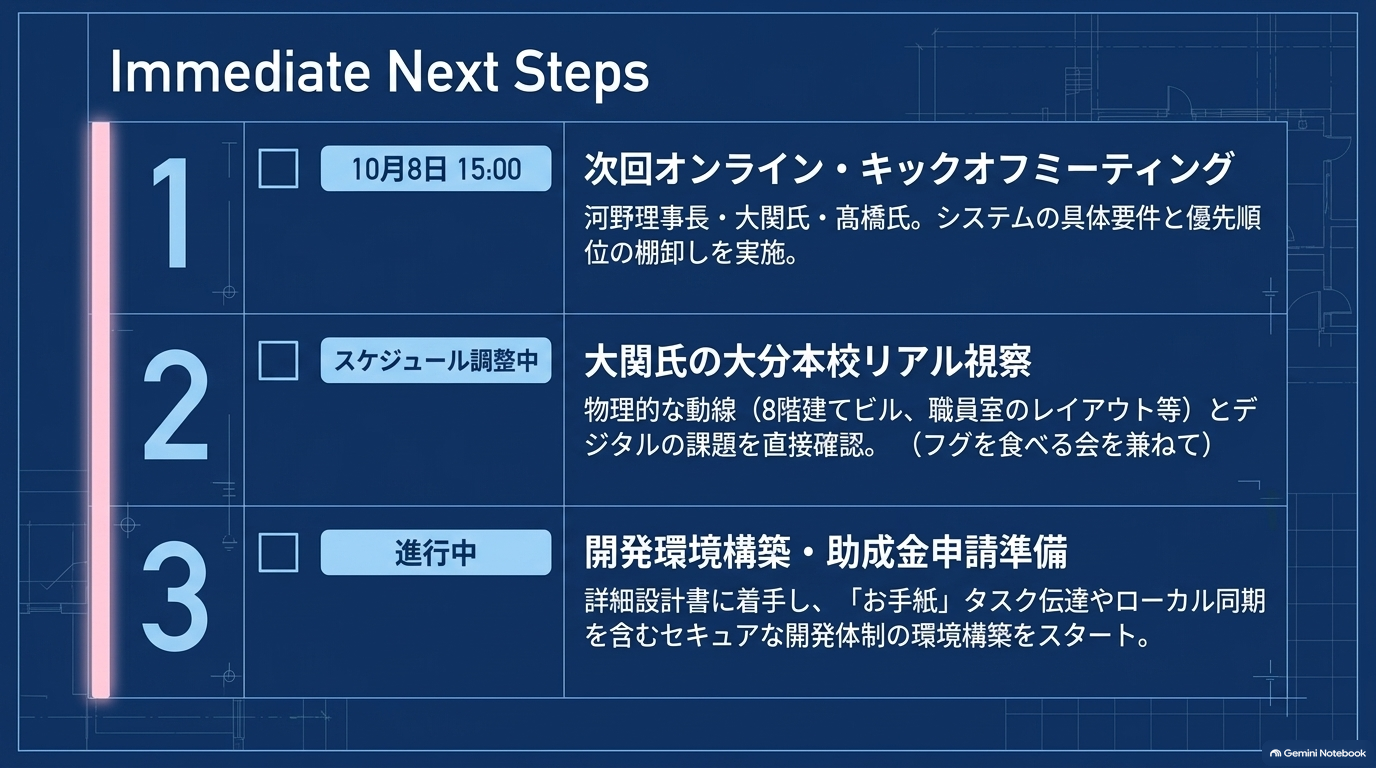 Immediate Next Steps
1
10月8日 15:00
次回オンライン・キックオフミーティング
河野理事長・大関氏・髙橋氏。システムの具体要件と優先順
位の棚卸しを実施。
2
スケジュール調整中
大関氏の大分本校リアル視察
物理的な動線（8階建てビル、職員室のレイアウト等）とデ
ジタルの課題を直接確認。（フグを食べる会を兼ねて）
3
進行中
開発環境構築・助成金申請準備
詳細設計書に着手し、「お手紙」タスク伝達やローカル同期
を含むセキュアな開発体制の環境構築をスタート。
Gemini Notebook